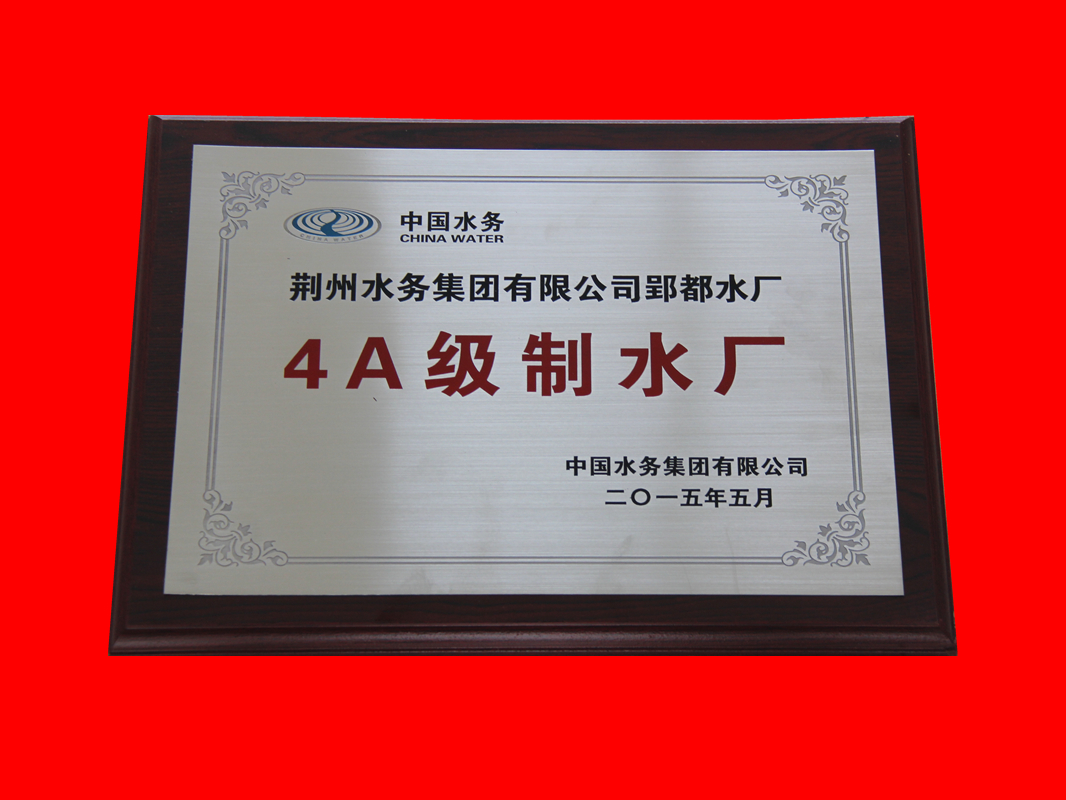 中国水务
CHINA WATER
CHINA WATER
荆州水务集团有限公司郢都水厂
4A级制水厂
中国水务集团有限公司
二〇一五年五月